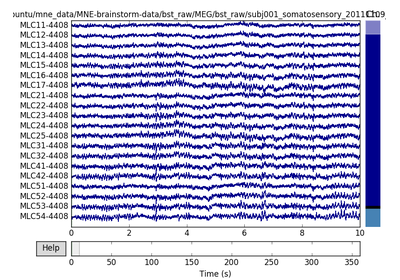 untu/mne_data/MNE-brainstorm-data/bst_raw/MEG/bst_raw/subj001_somatosensory_2011
MLC11-4408
MLC12-4408
MLC13-4408
MLC14-4408
MLC15-4408
MLC16-4408
MLC17-4408
MLC21-4408
MLC22-4408
MLC23-4408
MLC24-4408
MLC25-4408
MLC31-4408
MLC32-4408
MLC41-4408
MLC42-4408
MLC51-4408
MLC52-4408
MLC53-4408
MLC54-4408
0 2 4 6 8 10
Help
0 50 100 150 200 250 300 350
Time (s)